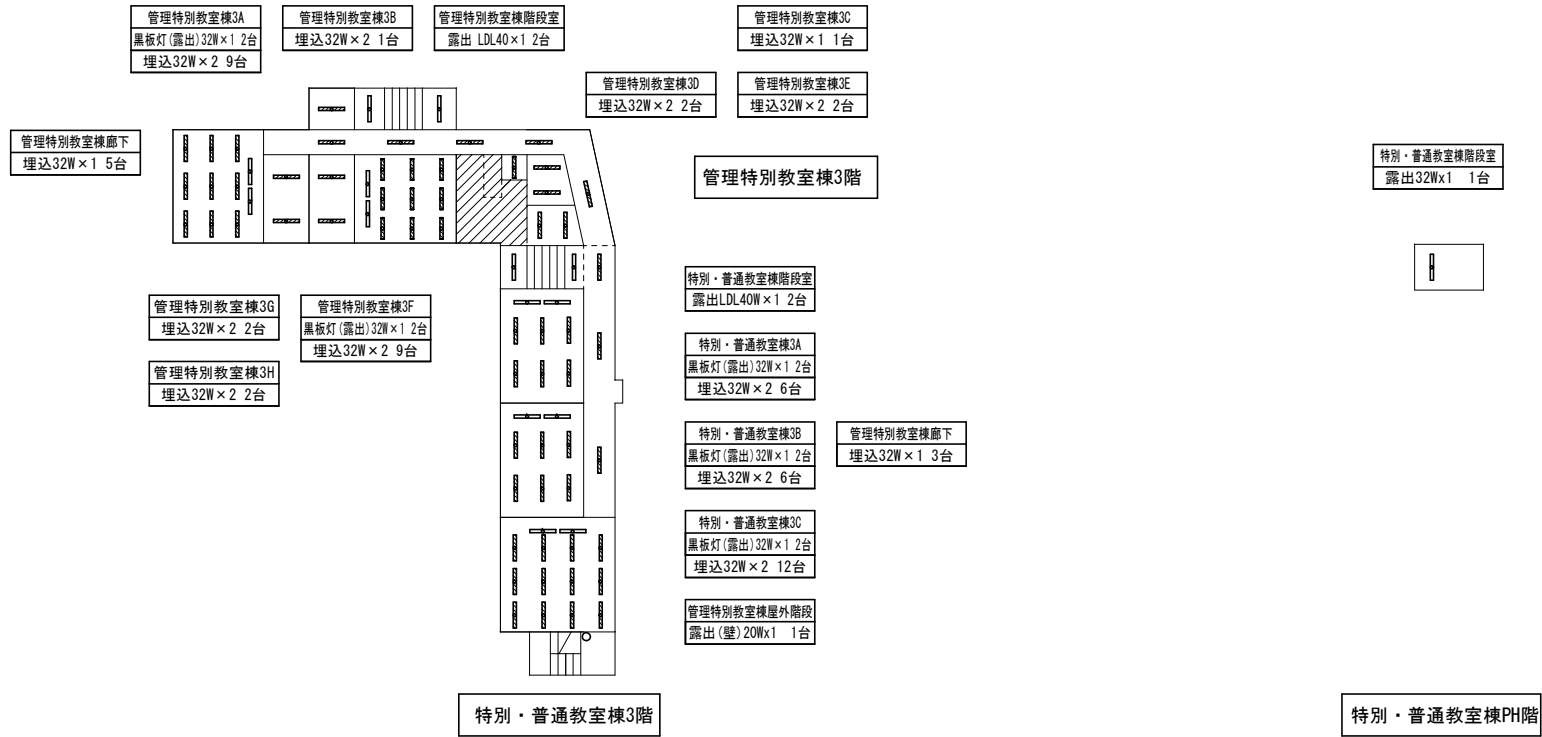 管理特別教室棟3A
黒板灯(露出)32W×1 2台
埋込32W×2 9台
管理特別教室棟3B
埋込32W×2 1台
管理特別教室棟階段室
露出 LDL40×1 2台
管理特別教室棟3C
埋込32W×1 1台
管理特別教室棟3D
埋込32W×2 2台
管理特別教室棟3E
埋込32W×2 2台
管理特別教室棟廊下
埋込32W×1 5台
管理特別教室棟3階
特別・普通教室棟階段室
露出32Wx1 1台
管理特別教室棟3G
埋込32W×2 2台
管理特別教室棟3F
黒板灯(露出)32W×1 2台
埋込32W×2 9台
管理特別教室棟3H
埋込32W×2 2台
特別・普通教室棟階段室
露出LDL40W×1 2台
特別・普通教室棟3A
黒板灯(露出)32W×1 2台
埋込32W×2 6台
特別・普通教室棟3B
黒板灯(露出)32W×1 2台
埋込32W×2 6台
管理特別教室棟廊下
埋込32W×1 3台
特別・普通教室棟3C
黒板灯(露出)32W×1 2台
埋込32W×2 12台
管理特別教室棟屋外階段
露出(壁)20Wx1 1台
特別・普通教室棟3階
特別・普通教室棟PH階